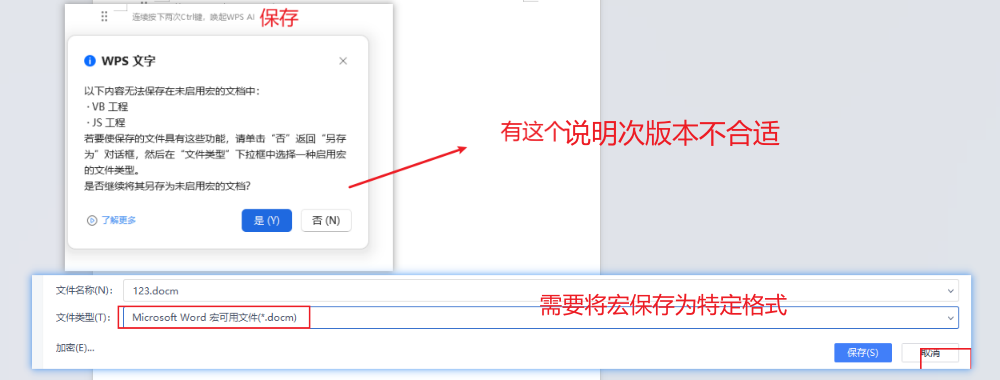 连续按下两次Ctrl键，唤起WPS AI
保存
WPS 文字
以下内容无法保存在未启用宏的文档中：
· VB 工程
· JS 工程
若要使保存的文件具有这些功能，请单击“否”返回“另存
为”对话框，然后在“文件类型”下拉框中选择一种启用宏
的文件类型。
是否继续将其另存为未启用宏的文档？
了解更多
是 (Y)
否 (N)
有这个说明次版本不合适
文件名称(N)：
123.docm
文件类型(T)：
Microsoft Word 宏可用文件(*.docm)
需要将宏保存为特定格式
加密(E)...
保存(S)
取消